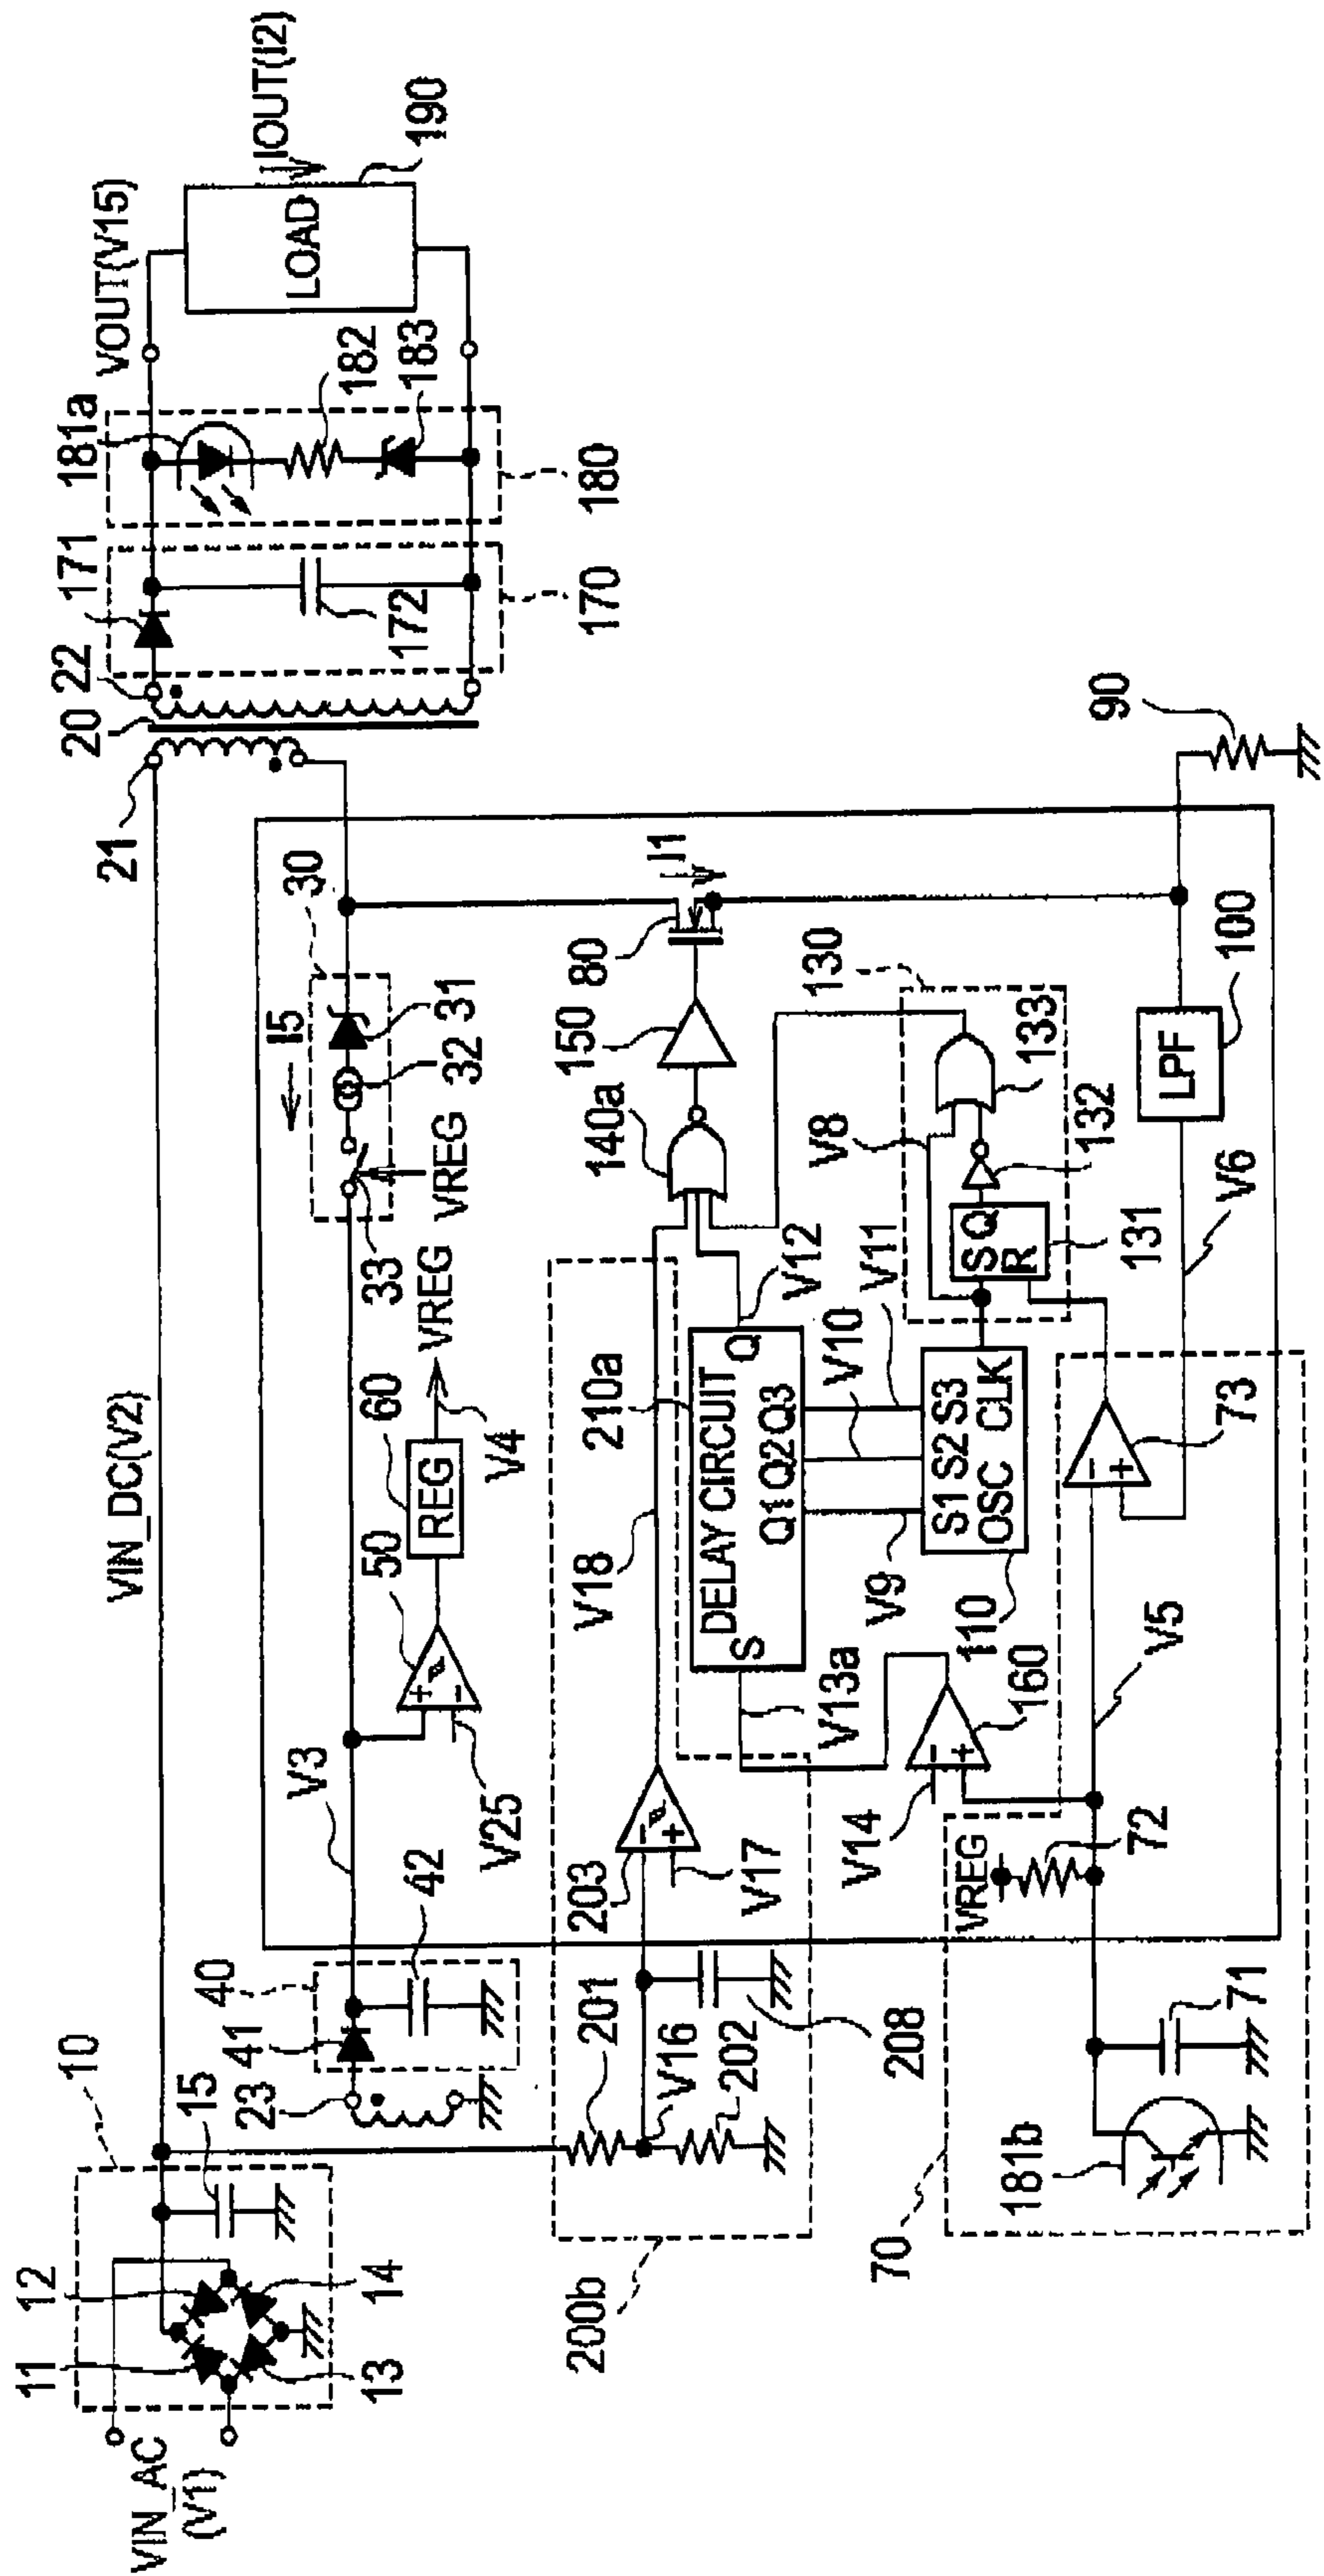 VIN_AC
(V1)
10
11
12
13
14
15
VIN_DC(V2)
21
20
22
171
172
170
181a
182
183
180
VOUT(V15)
IOUT(I2)
LOAD
190
23
41
40
42
V3
V25
50
REG
60
VREG
V4
33
VREG
32
31
I5
30
201
V16
202
208
200b
203
V17
V18
210a
DELAY CIRCUIT
S
Q
Q1 Q2 Q3
V12
V13a
V9
V10
V11
S1 S2 S3
OSC CLK
110
140a
150
80
I1
130
V8
133
132
S Q
R
131
V14
160
VREG
72
V5
70
181b
71
73
V6
LPF
100
90